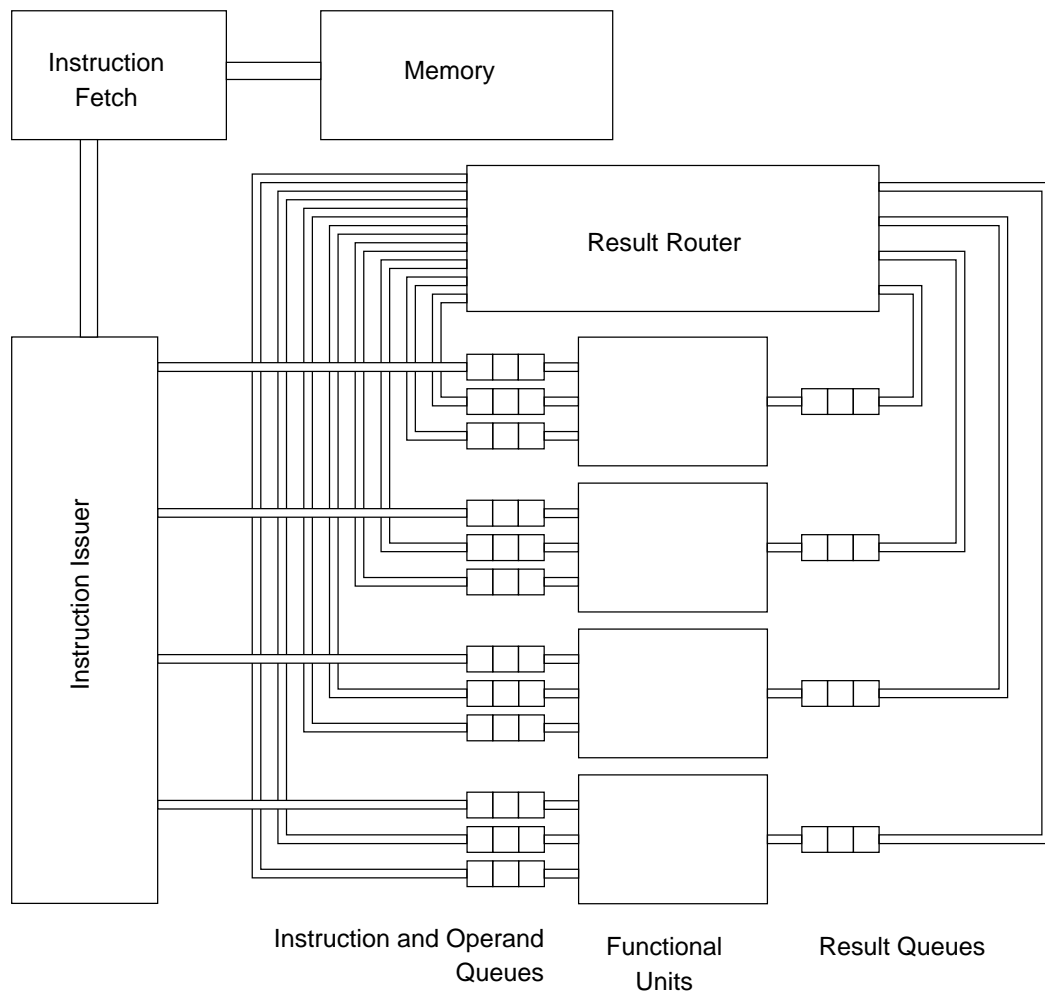 Instruction
Fetch
Memory
Result Router
Instruction Issuer
Instruction and Operand
Queues
Functional
Units
Result Queues